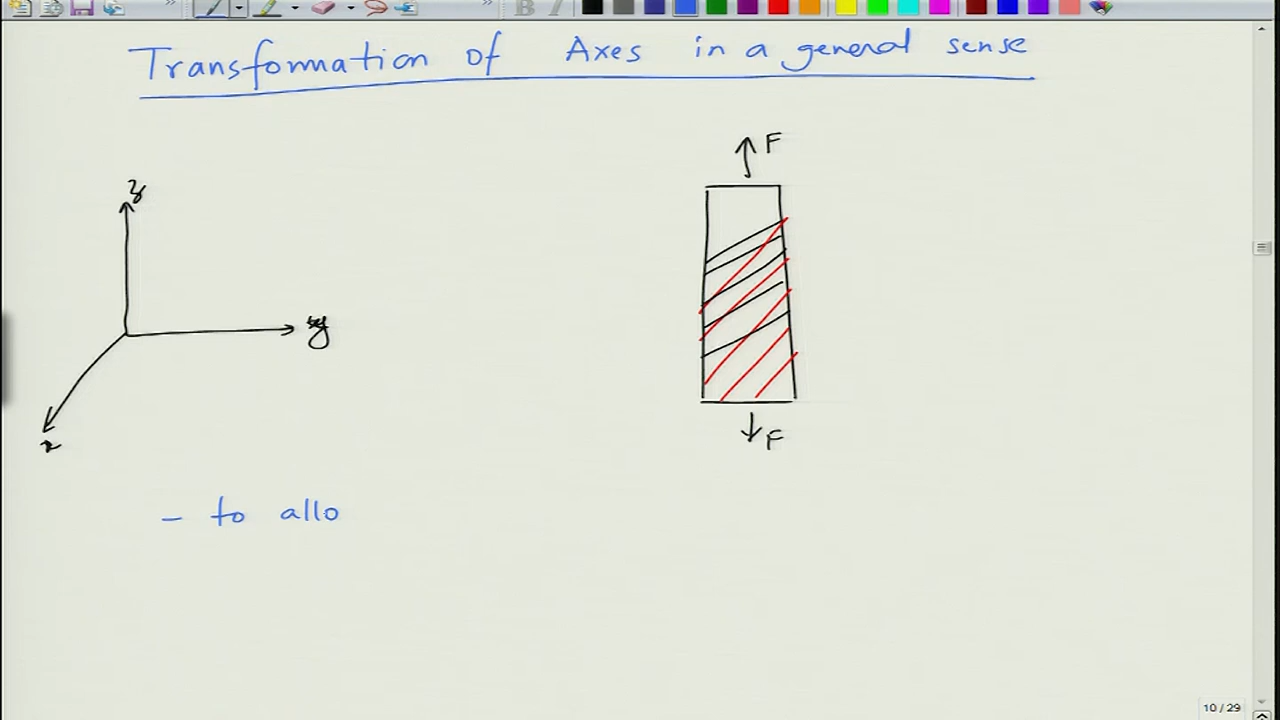 Transformation of Axes in a general sense
F
z
y
x
F
- to allo
10 / 29